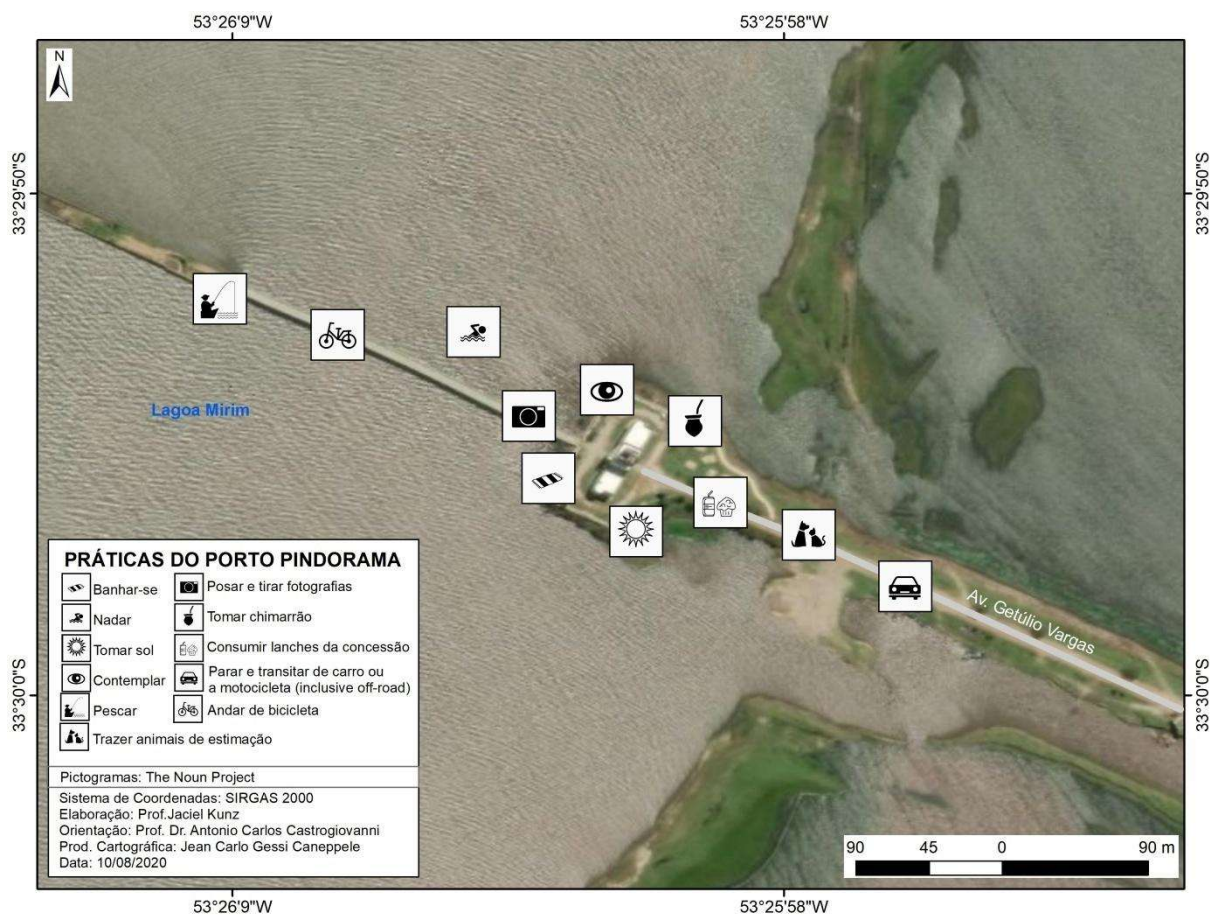 53°26'9"W
53°25'58"W
N
33°29'50"S
33°29'50"S
Lagoa Mirim
Av. Getúlio Vargas
33°30'0"S
33°30'0"S
PRÁTICAS DO PORTO PINDORAMA
Banhar-se
Posar e tirar fotografias
Nadar
Tomar chimarrão
Tomar sol
Consumir lanches da concessão
Contemplar
Parar e transitar de carro ou
a motocicleta (inclusive off-road)
Pescar
Andar de bicicleta
Trazer animais de estimação
Pictogramas: The Noun Project
Sistema de Coordenadas: SIRGAS 2000
Elaboração: Prof.Jaciel Kunz
Orientação: Prof. Dr. Antonio Carlos Castrogiovanni
Prod. Cartográfica: Jean Carlo Gessi Caneppele
Data: 10/08/2020
90 45 0 90 m
53°26'9"W
53°25'58"W